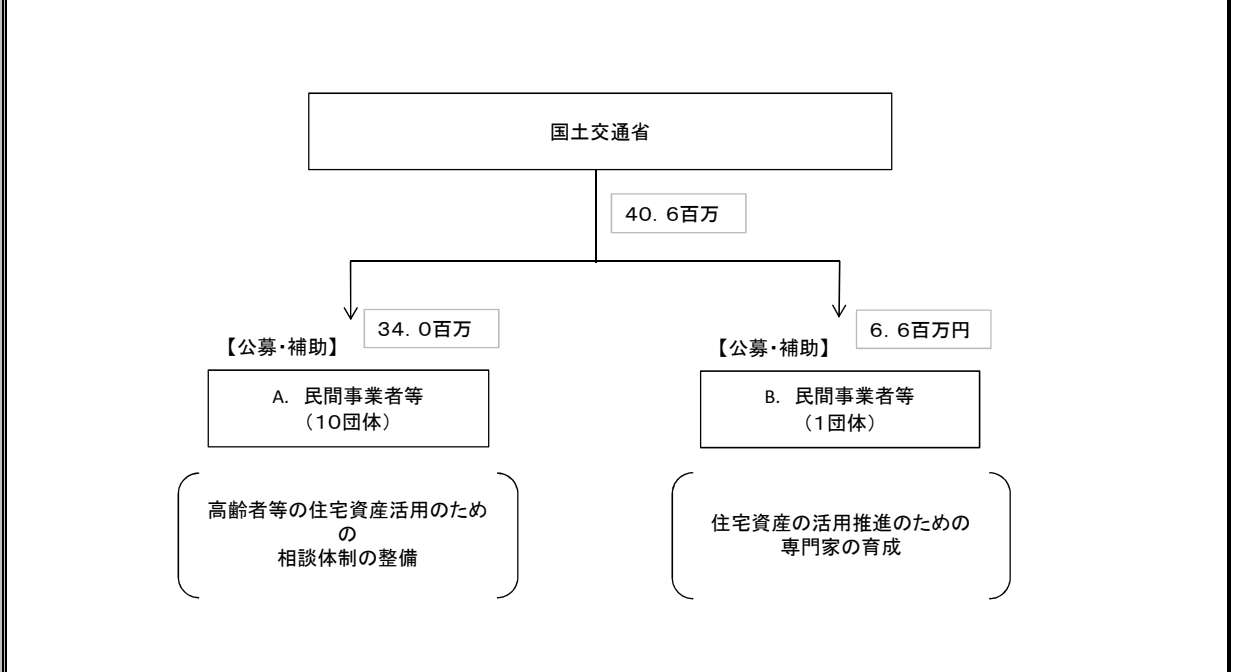 国土交通省
40．6百万
34．0百万
【公募・補助】
A.　民間事業者等
（10団体）
高齢者等の住宅資産活用のため
の
相談体制の整備
6．6百万円
【公募・補助】
B.　民間事業者等
（1団体）
住宅資産の活用推進のための
専門家の育成